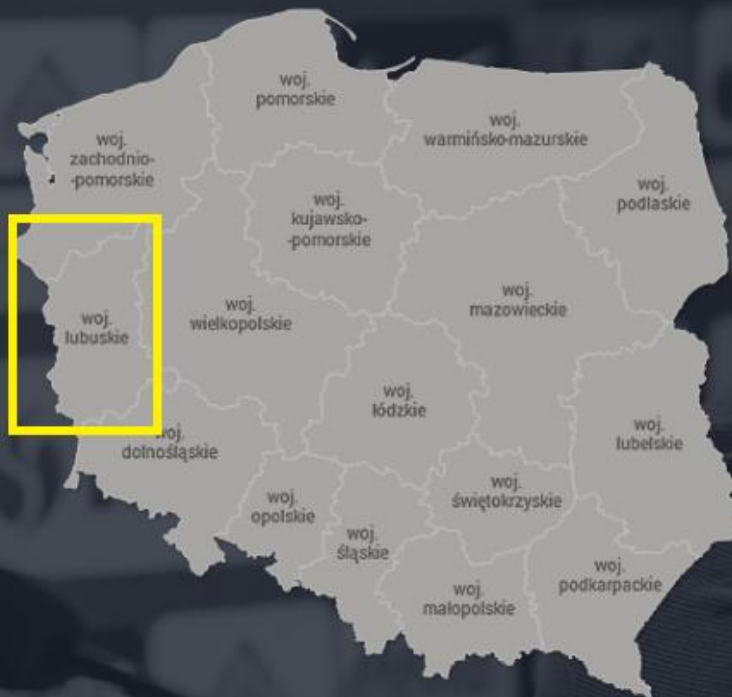 woj.
pomorskie
woj.
warmińsko-mazurskie
woj.
zachodnio-
-pomorskie
woj.
podlaskie
woj.
kujawsko-
-pomorskie
woj.
mazowieckie
woj.
wielkopolskie
woj.
lubuskie
woj.
łódzkie
woj.
lubelskie
woj.
dolnośląskie
woj.
świętokrzyskie
woj.
opolskie
woj.
śląskie
woj.
podkarpackie
woj.
małopolskie